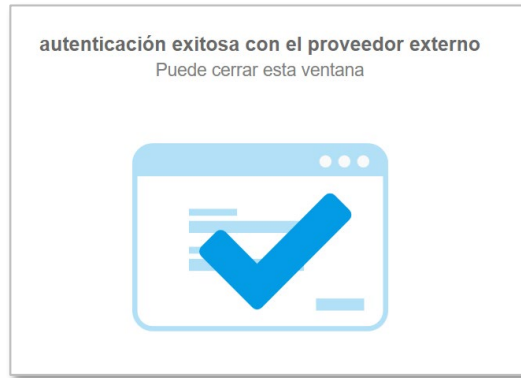 autenticación exitosa con el proveedor externo
Puede cerrar esta ventana